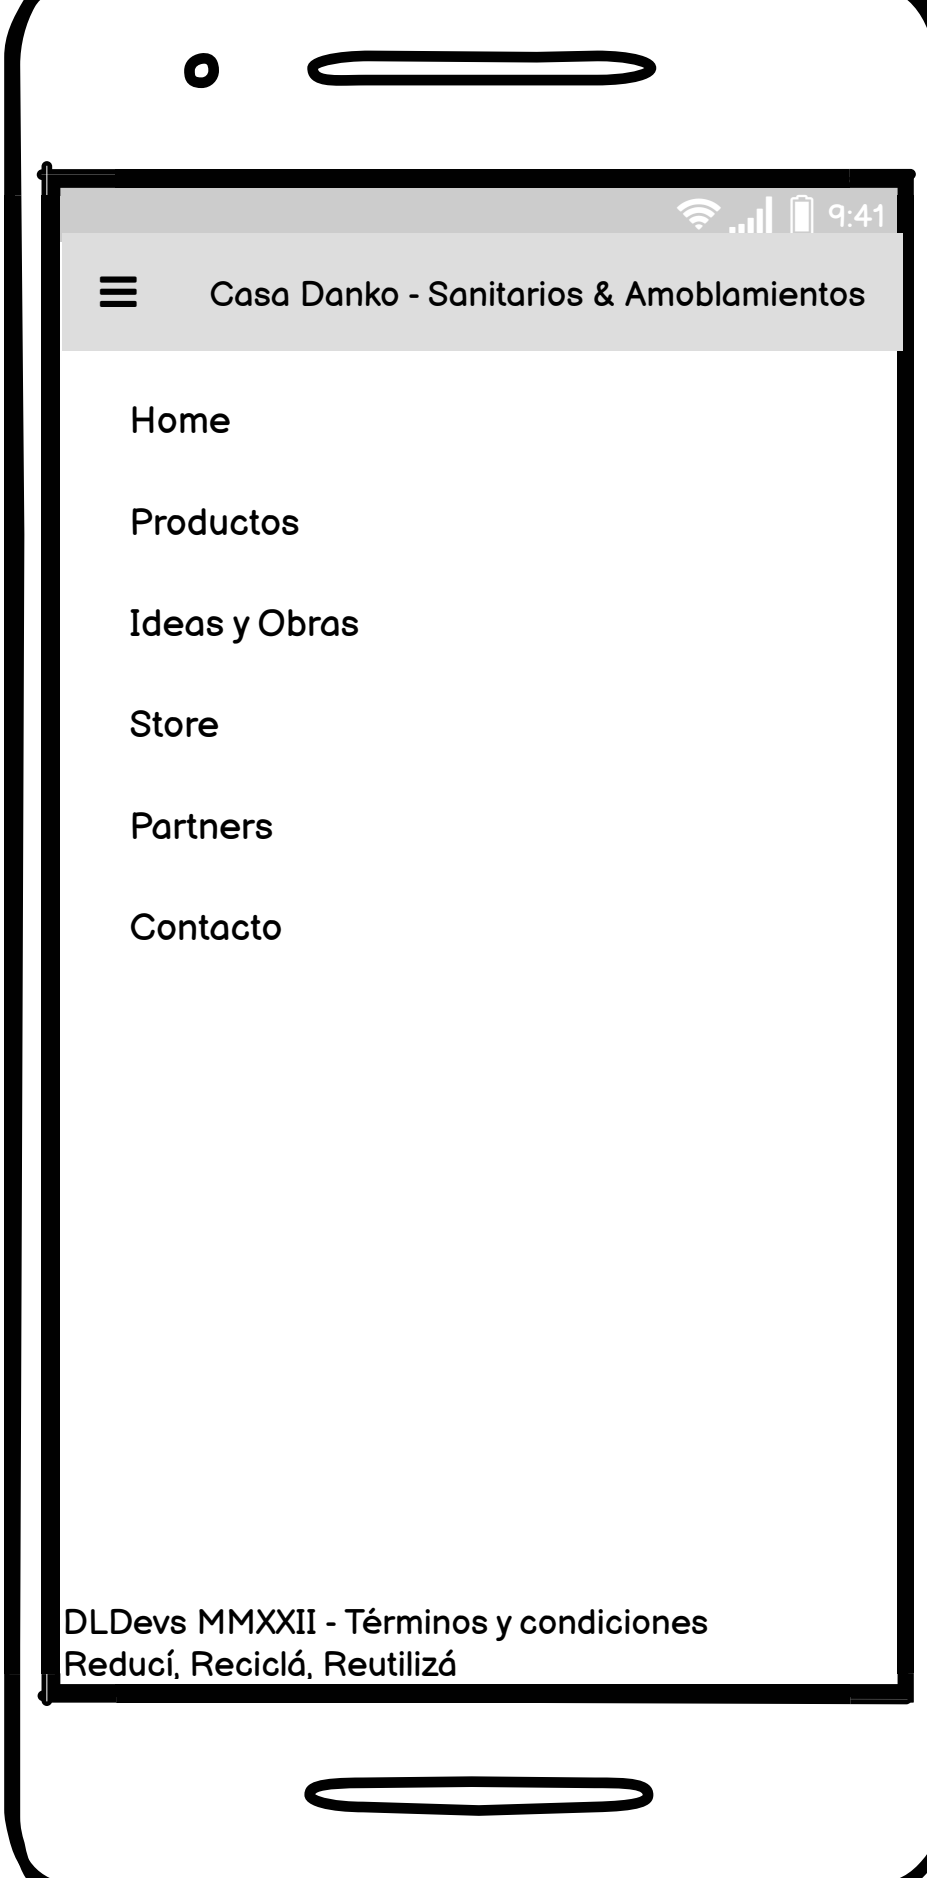 9:41
Casa Danko - Sanitarios & Amoblamientos
Home
Productos
Ideas y Obras
Store
Partners
Contacto
DLDevs MMXXII - Términos y condiciones
Reducí, Reciclá, Reutilizá